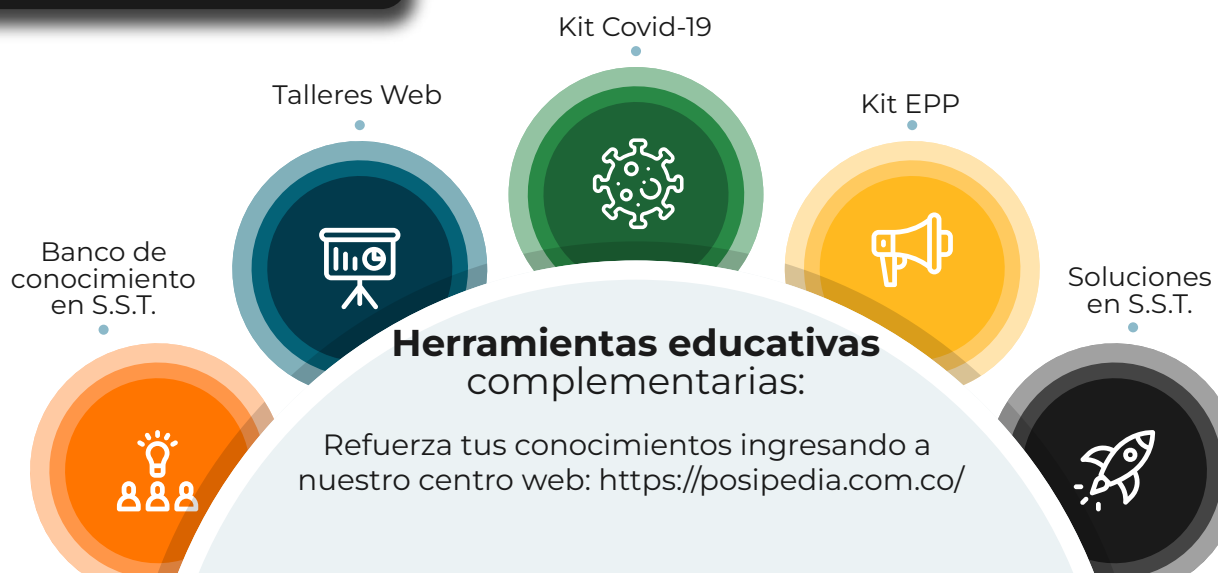 Kit Covid-19
Talleres Web
Kit EPP
Banco de
conocimiento
en S.S.T.
Soluciones
en S.S.T.
Herramientas educativas
complementarias:
Refuerza tus conocimientos ingresando a
nuestro centro web: https://posipedia.com.co/